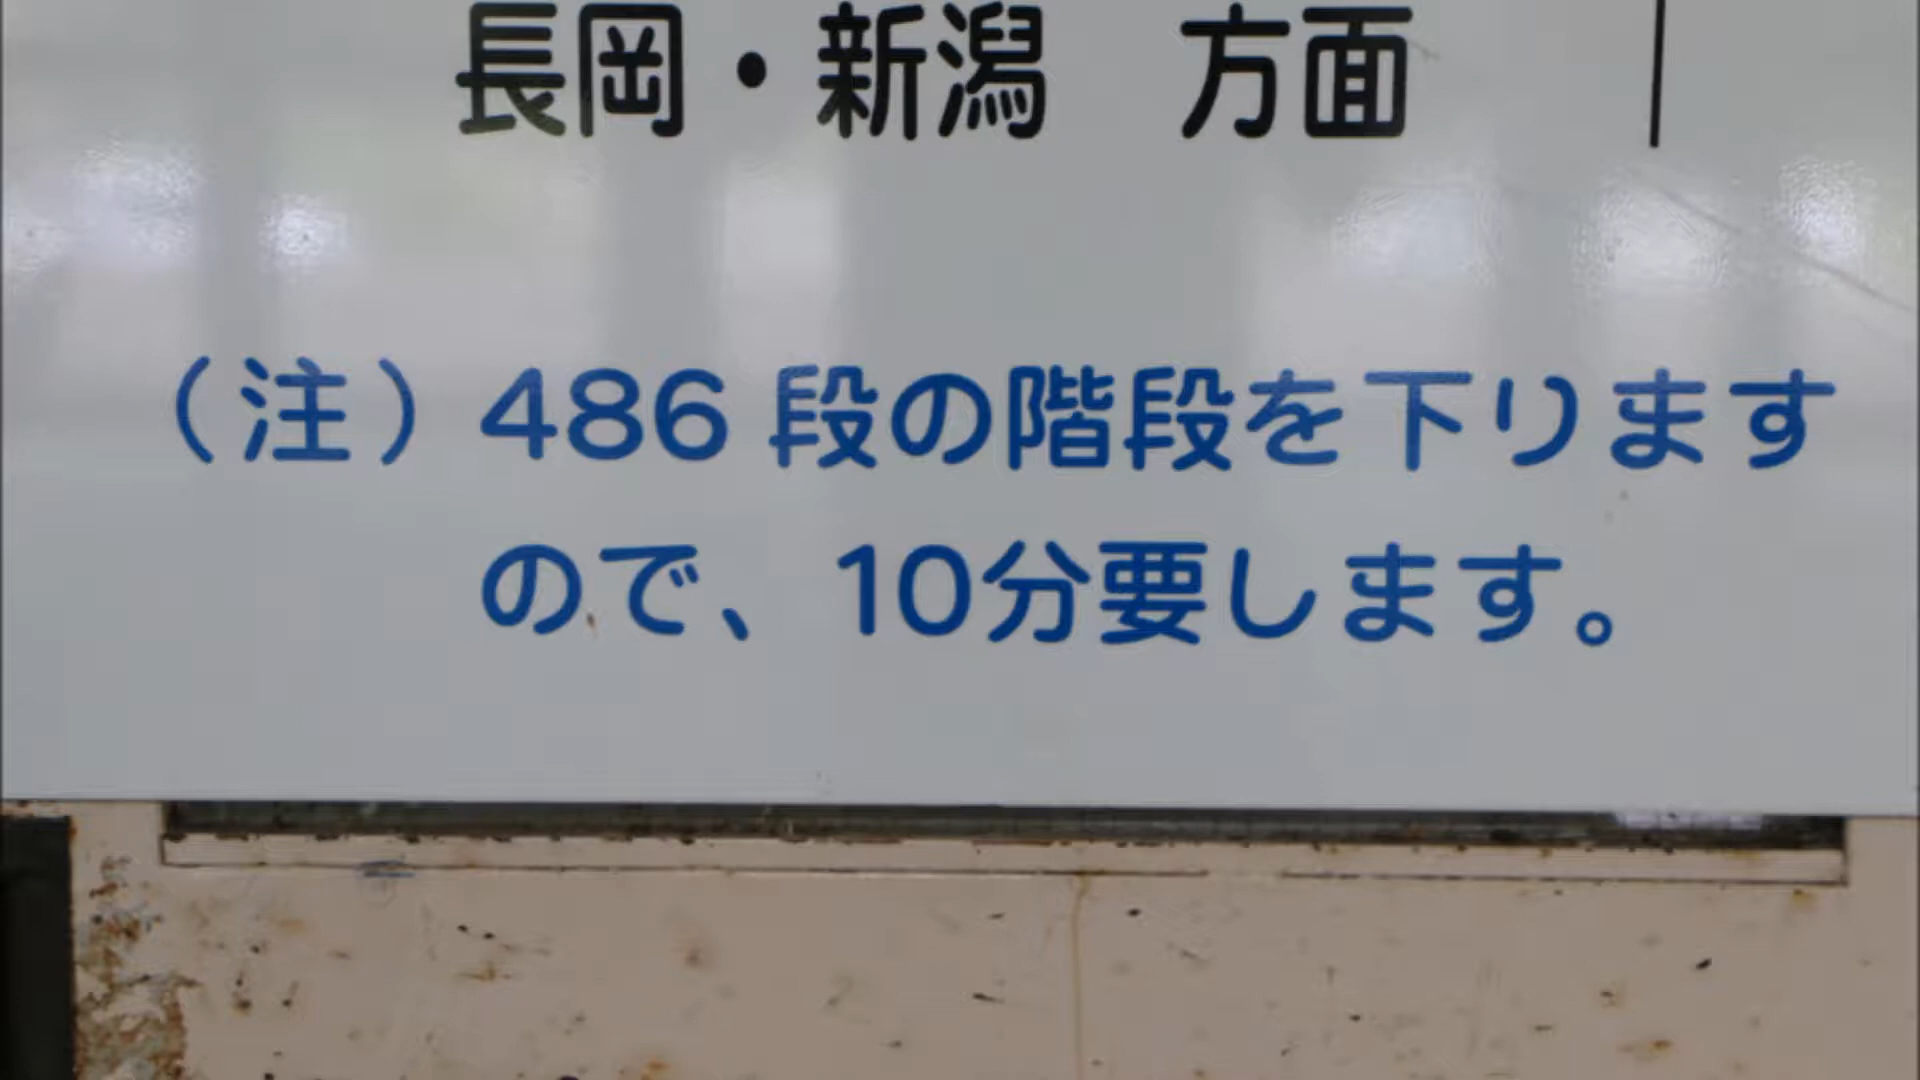 長岡・新潟　方面
（注）486段の階段を下ります
ので、10分要します。